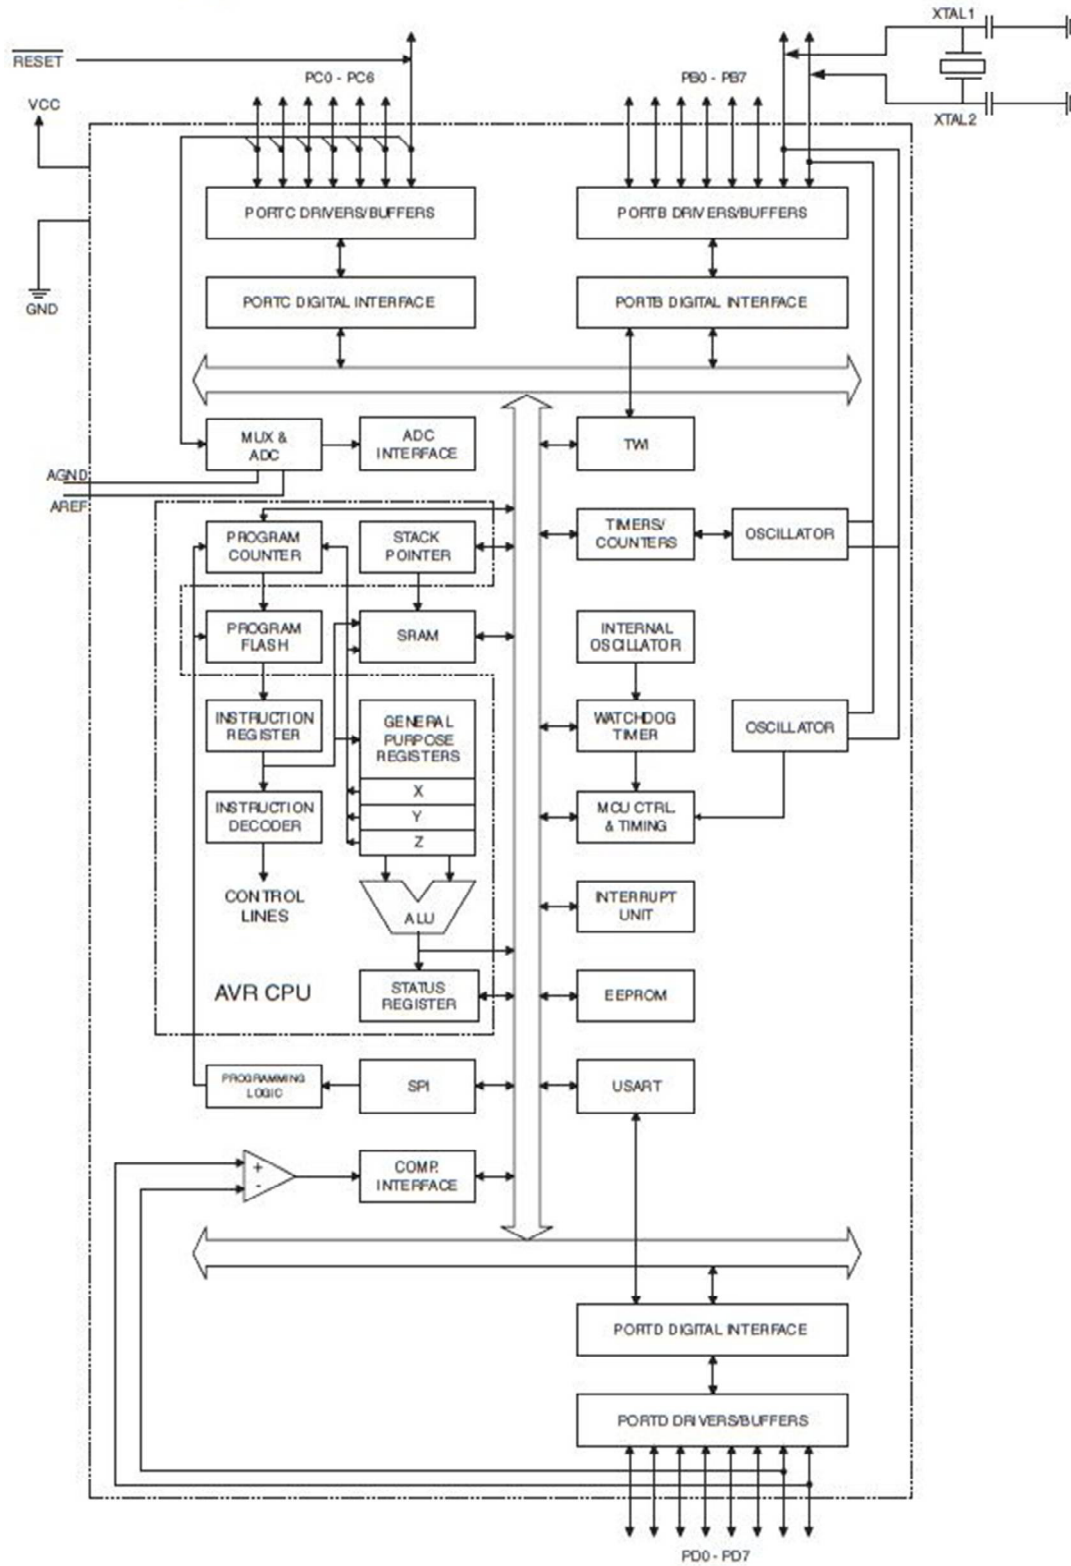 XTAL1
RESET
PC0 - PC6
PB0 - PB7
VCC
XTAL2
PORTC DRIVERS/BUFFERS
PORTB DRIVERS/BUFFERS
PORTC DIGITAL INTERFACE
PORTB DIGITAL INTERFACE
GND
MUX &
ADC
ADC
INTERFACE
TWI
AGND
AREF
PROGRAM
COUNTER
STACK
POINTER
TIMERS/
COUNTERS
OSCILLATOR
PROGRAM
FLASH
SRAM
INTERNAL
OSCILLATOR
INSTRUCTION
REGISTER
GENERAL
PURPOSE
REGISTERS
WATCHDOG
TIMER
OSCILLATOR
X
Y
Z
INSTRUCTION
DECODER
MCU CTRL.
& TIMING
CONTROL
LINES
ALU
INTERRUPT
UNIT
AVR CPU
STATUS
REGISTER
EEPROM
PROGRAMMING
LOGIC
SPI
USART
+
-
COMP.
INTERFACE
PORTD DIGITAL INTERFACE
PORTD DRIVERS/BUFFERS
PD0 - PD7